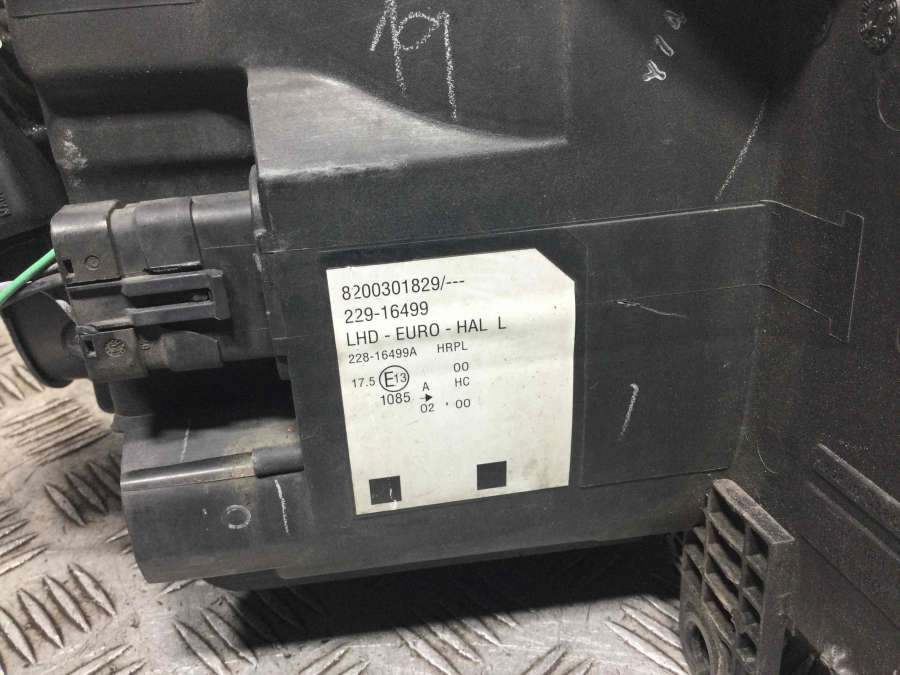 8200301829/---
229-16499
LHD - EURO - HAL L
228-16499A HRPL
00
17.5 E13 A HC
1085 02 00